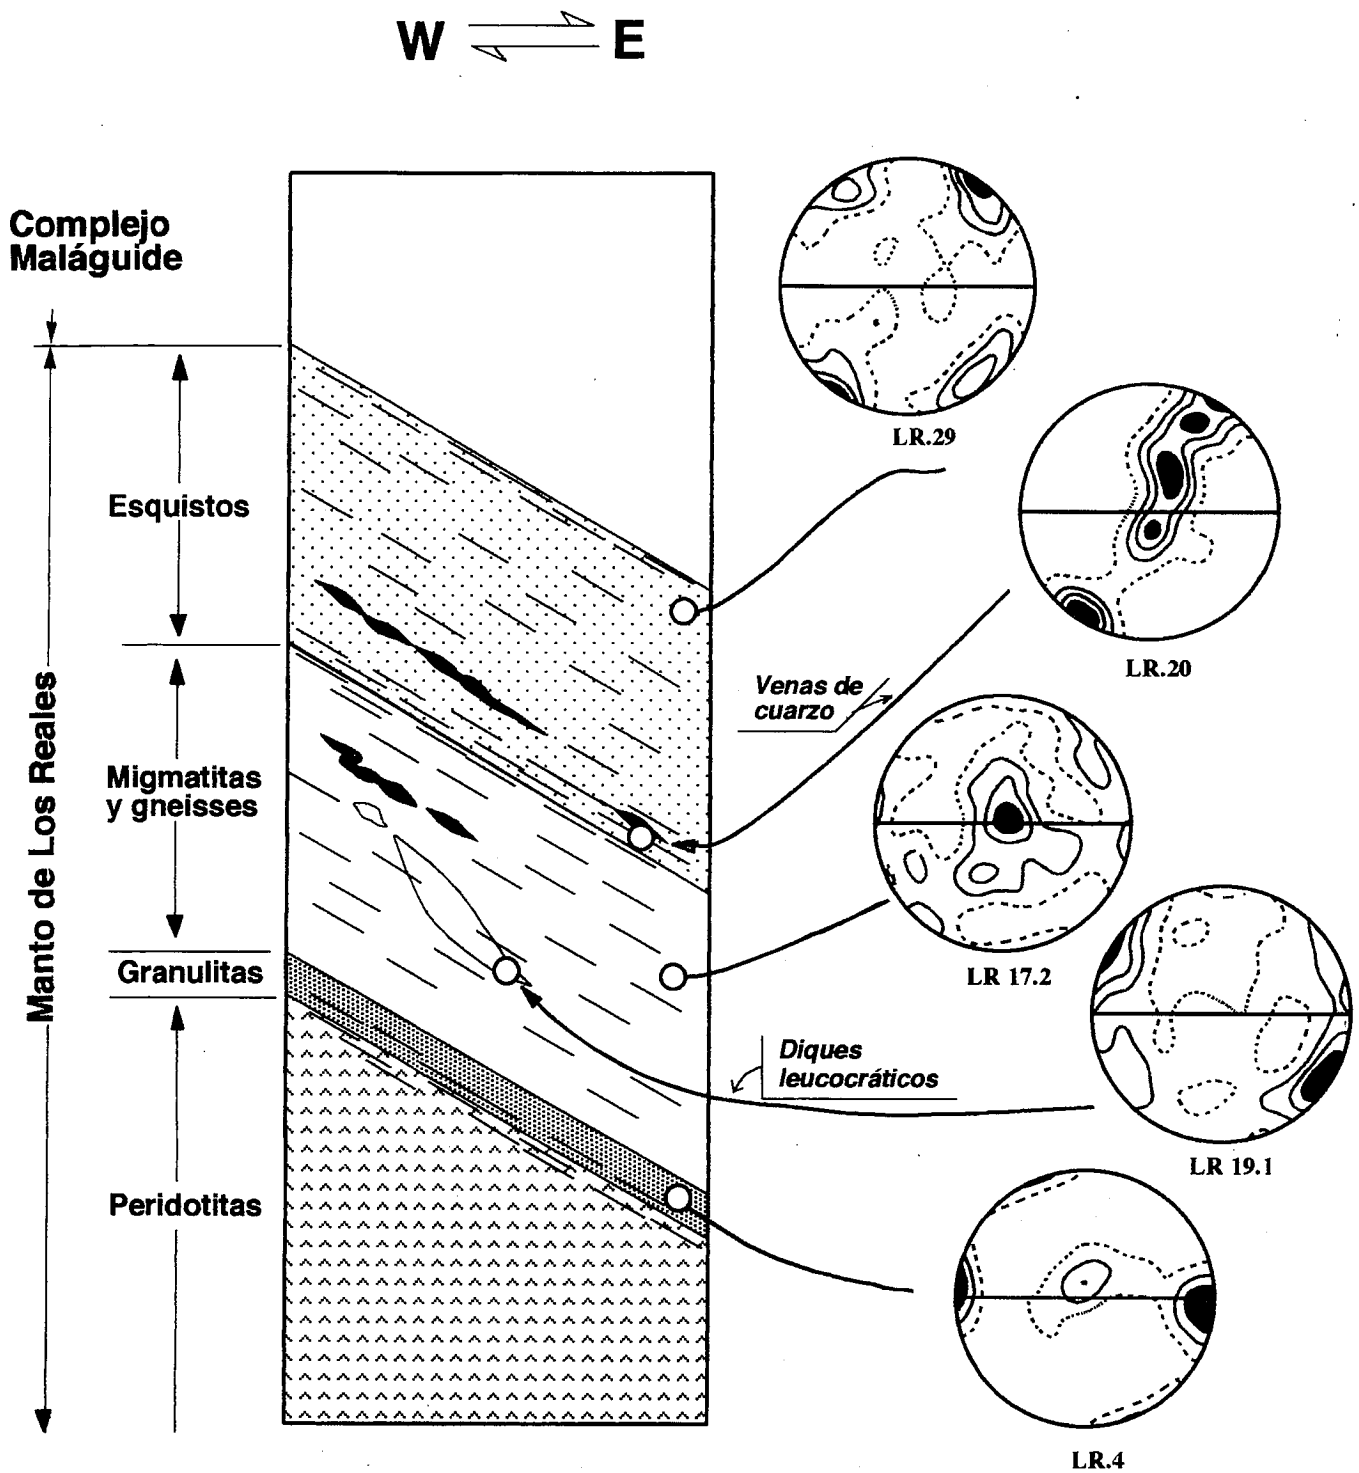 W E
Complejo
Maláguide
Esquistos
Manto de Los Reales
Migmatitas
y gneisses
Granulitas
Peridotitas
LR.29
LR.20
Venas de
cuarzo
LR 17.2
Diques
leucocráticos
LR 19.1
LR.4